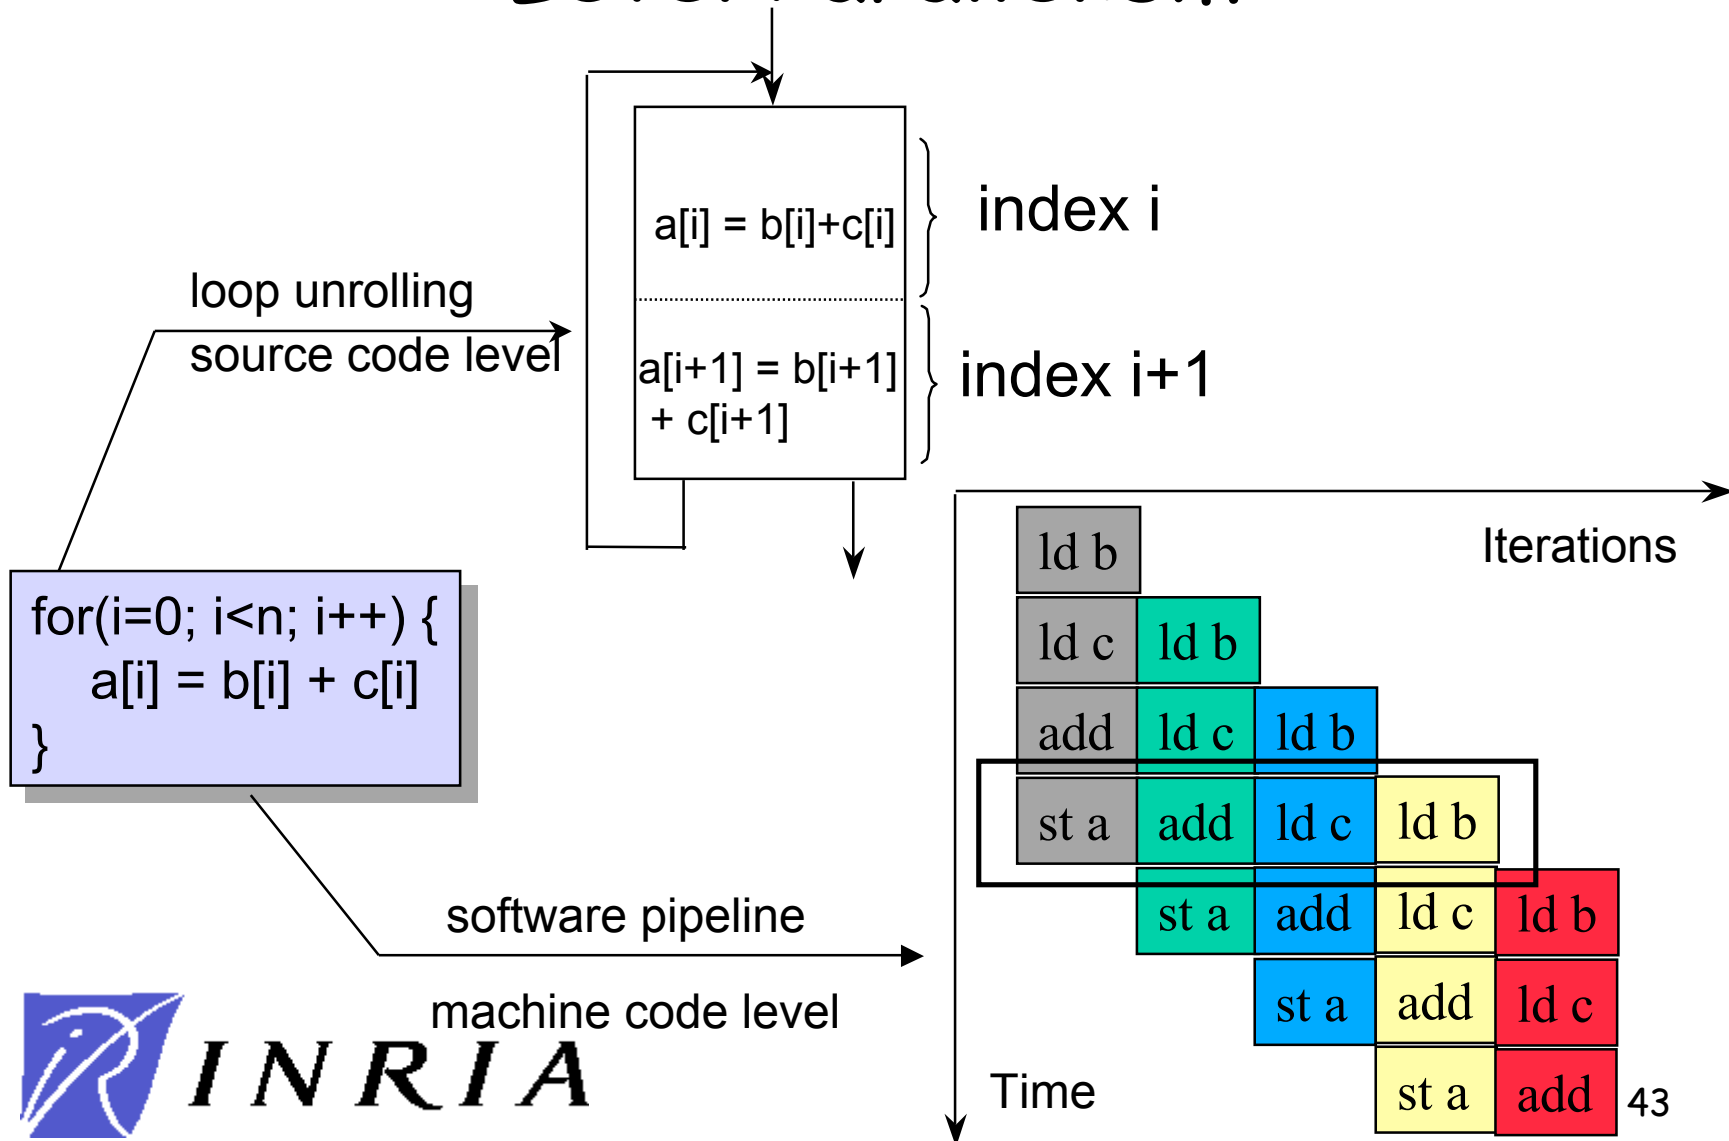 Level Parallelism
a[i] = b[i]+c[i]
index i
loop unrolling
source code level
a[i+1] = b[i+1]
+ c[i+1]
index i+1
for(i=0; i<n; i++) {
a[i] = b[i] + c[i]
}
software pipeline
machine code level
Iterations
ld b
ld c ld b
add ld c ld b
st a add ld c ld b
st a add ld c ld b
st a add ld c
st a add
Time
INRIA
43